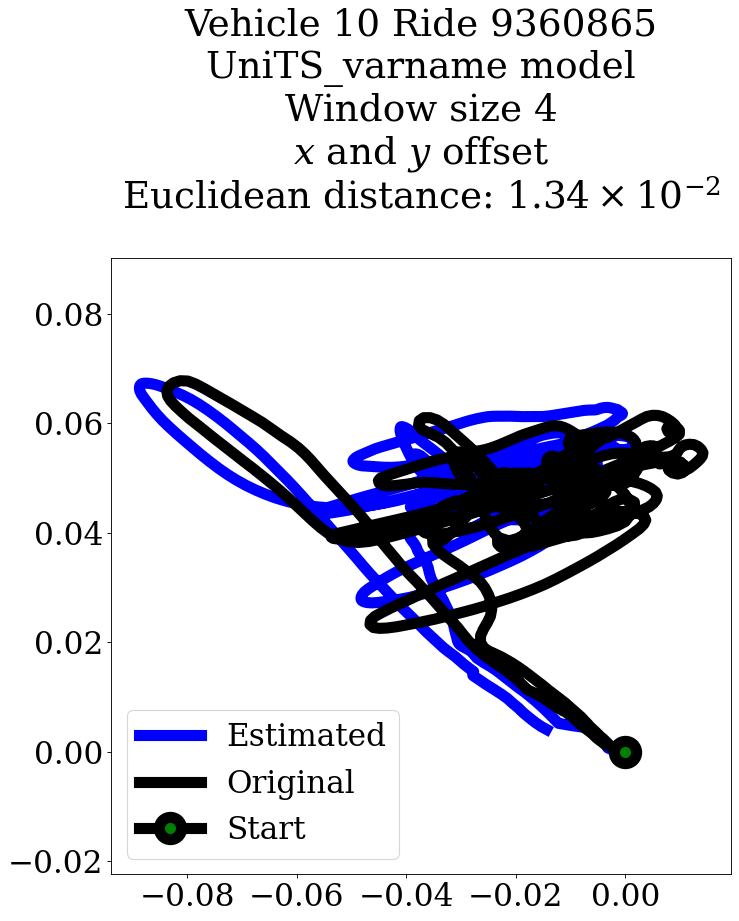 Vehicle 10 Ride 9360865
UniTS_varname model
Window size 4
x and y offset
Euclidean distance: 1.34 × 10⁻²
0.08
0.06
0.04
0.02
0.00
−0.02
Estimated
Original
Start
−0.08 −0.06 −0.04 −0.02 0.00